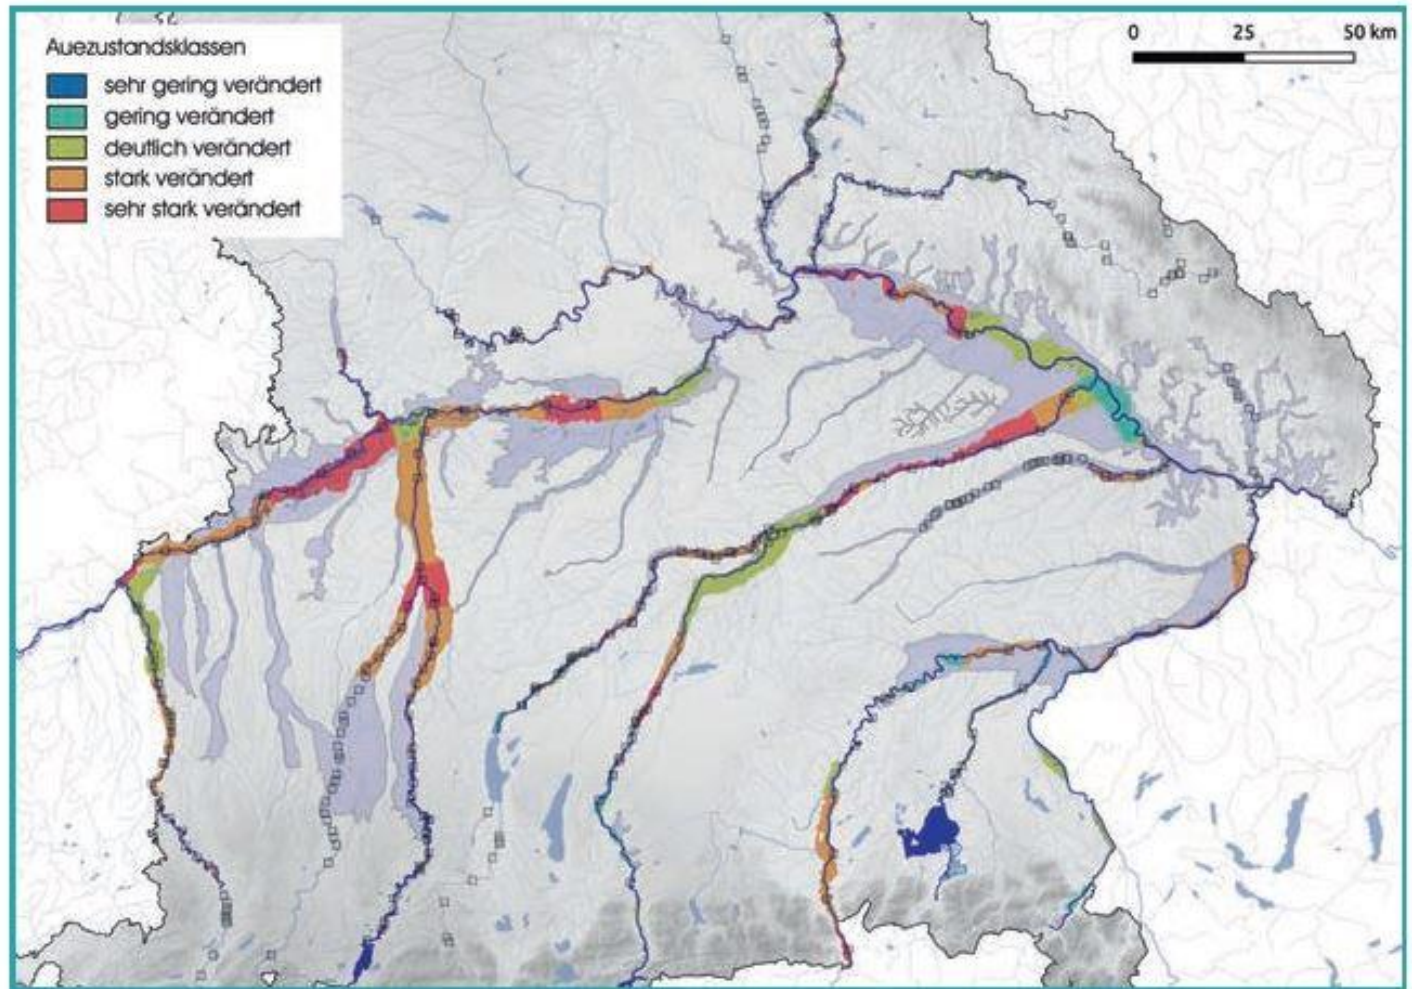 Auezustandsklassen
sehr gering verändert
gering verändert
deutlich verändert
stark verändert
sehr stark verändert
0 25 50 km